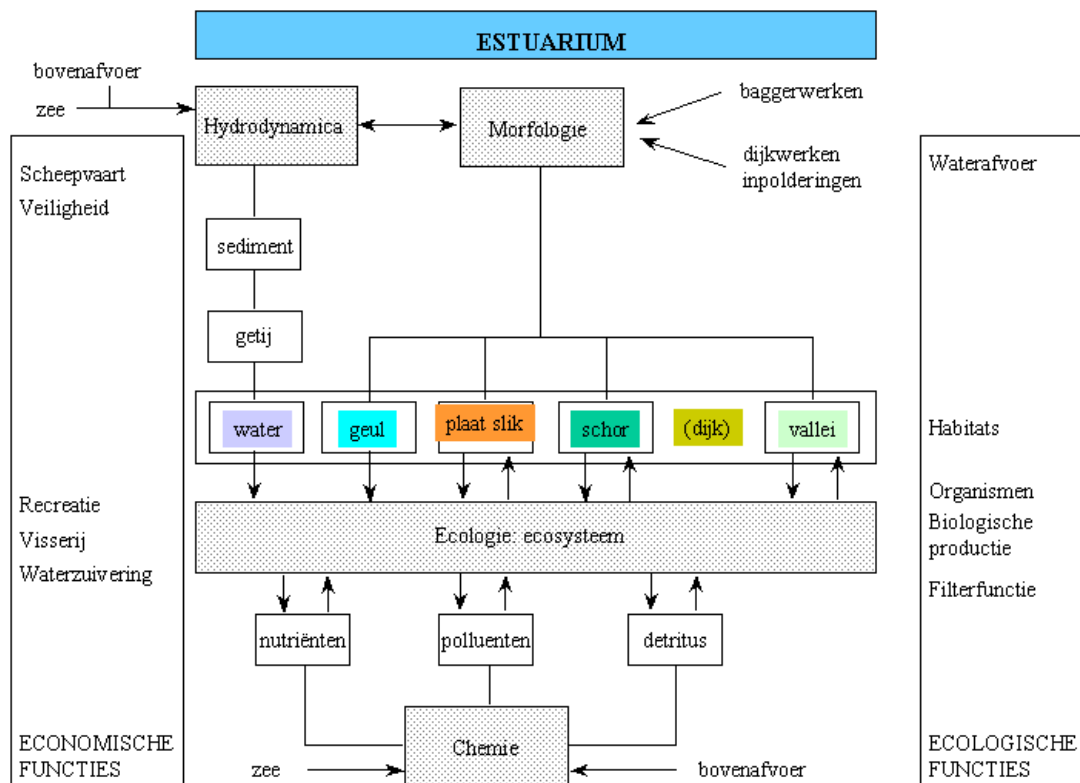 ESTUARIUM
bovenafvoer
zee
Hydrodynamica
Morfologie
baggerwerken
dijkwerken
inpolderingen
Scheepvaart
Veiligheid
Waterafvoer
sediment
getij
water
geul
plaat slik
schor
(dijk)
vallei
Habitats
Recreatie
Visserij
Waterzuivering
Ecologie: ecosysteem
Organismen
Biologische
productie
Filterfunctie
nutriënten
polluenten
detritus
Chemie
zee
bovenafvoer
ECONOMISCHE
FUNCTIES
ECOLOGISCHE
FUNCTIES